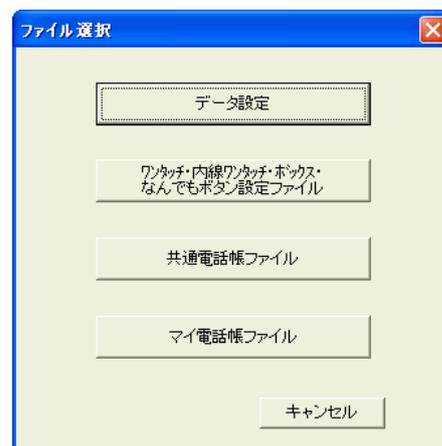 ファイル選択
データ設定
ﾜﾝﾀｯﾁ・内線ﾜﾝﾀｯﾁ・ﾎﾞｯｸｽ・
なんでもボタン設定ファイル
共通電話帳ファイル
マイ電話帳ファイル
キャンセル